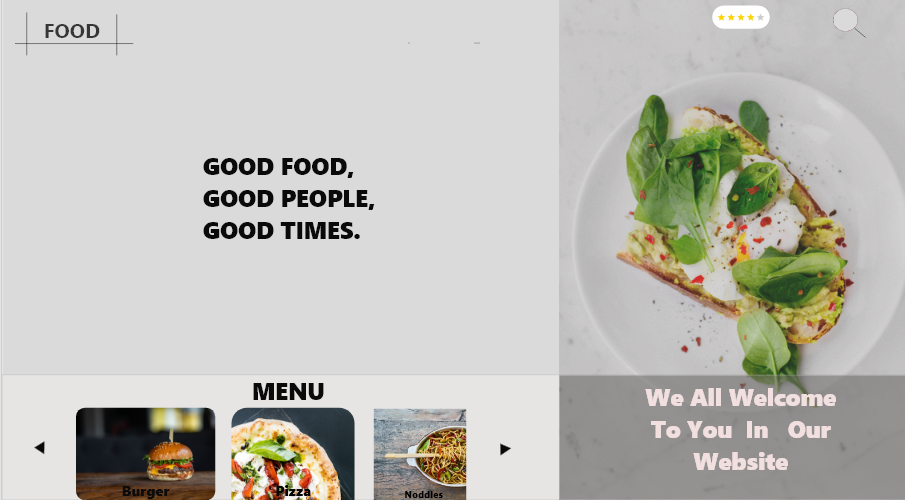 FOOD
GOOD FOOD,
GOOD PEOPLE,
GOOD TIMES.
MENU
Burger
Pizza
Noddles
We All Welcome
To You In Our
Website